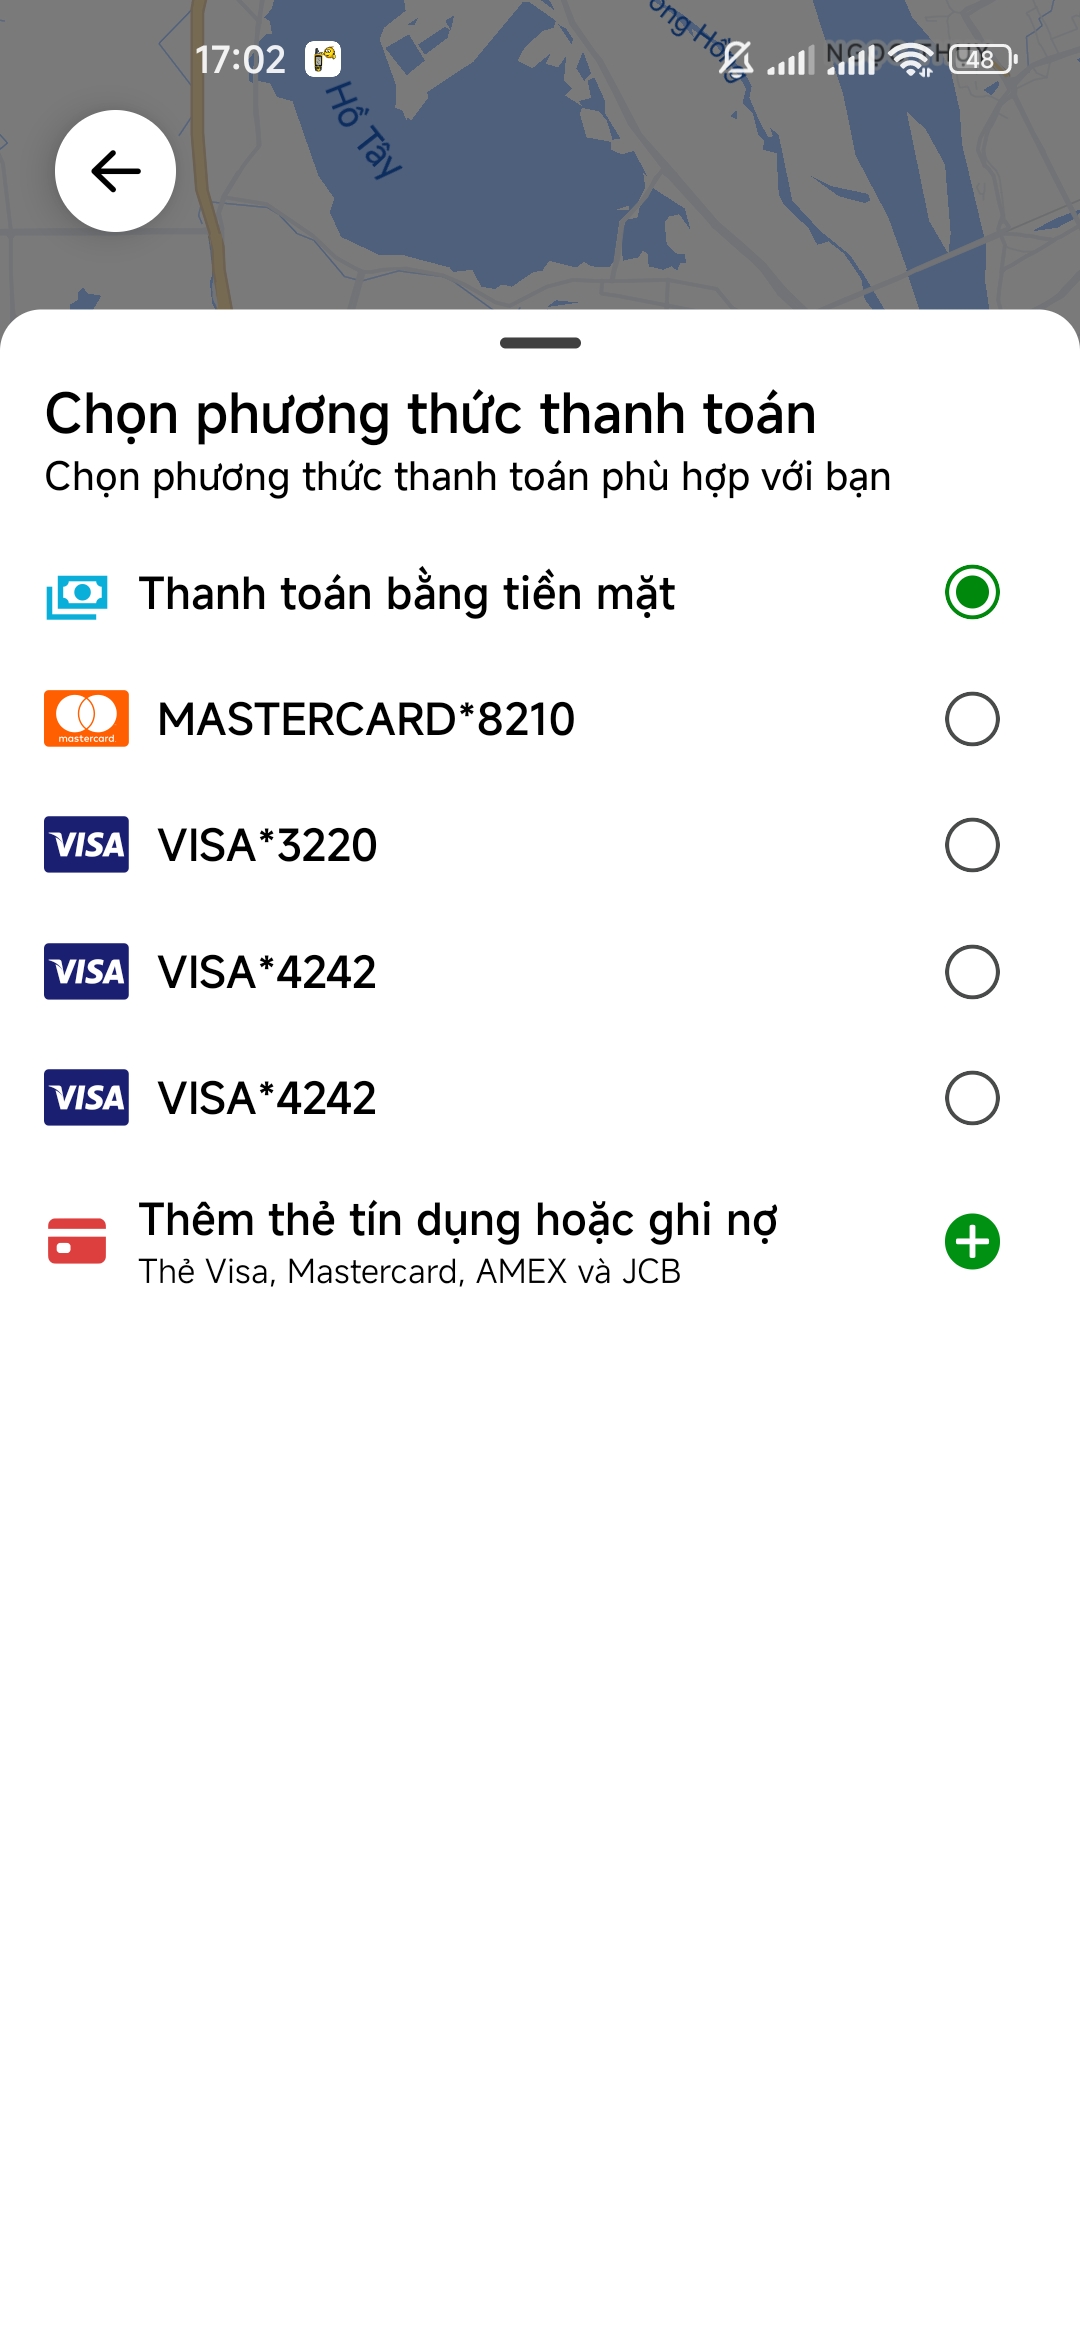 17:02
48
Hồ Tây
Chọn phương thức thanh toán
Chọn phương thức thanh toán phù hợp với bạn
Thanh toán bằng tiền mặt
mastercard
MASTERCARD*8210
VISA
VISA*3220
VISA
VISA*4242
VISA
VISA*4242
Thêm thẻ tín dụng hoặc ghi nợ
Thẻ Visa, Mastercard, AMEX và JCB